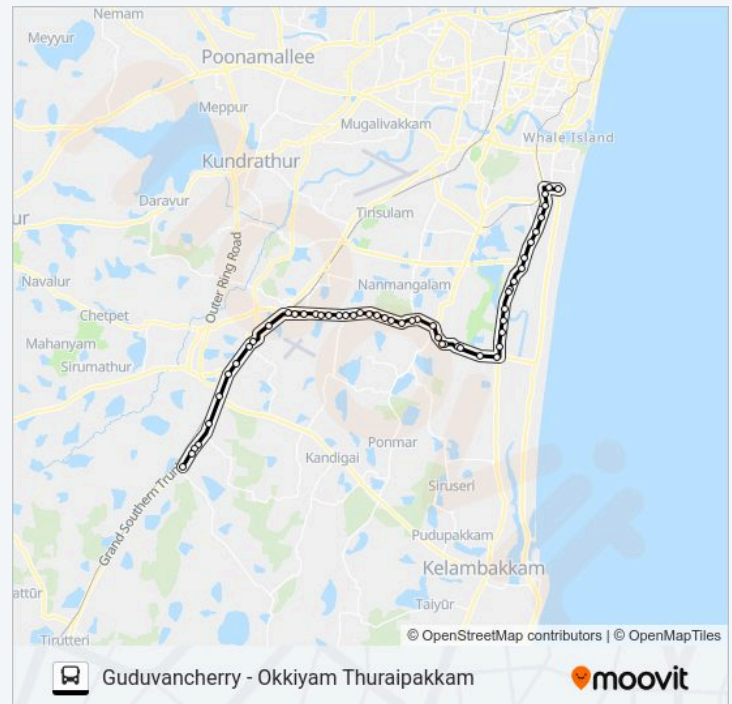 Nemam
Meyyur
Poonamallee
Meppur
Mugalivakkam
Whale Island
Kundrathur
Daravur
ur
Tirisulam
Outer Ring Road
Navalur
Nanmangalam
Chetpet
Mahanyam
Sirumathur
Ponmar
Kandigai
Grand Southern Trun
Siruseri
Pudupakkam
Kelambakkam
attūr
Taiyūr
Tirutteri
© OpenStreetMap contributors | © OpenMapTiles
Guduvancherry - Okkiyam Thuraipakkam
moovit